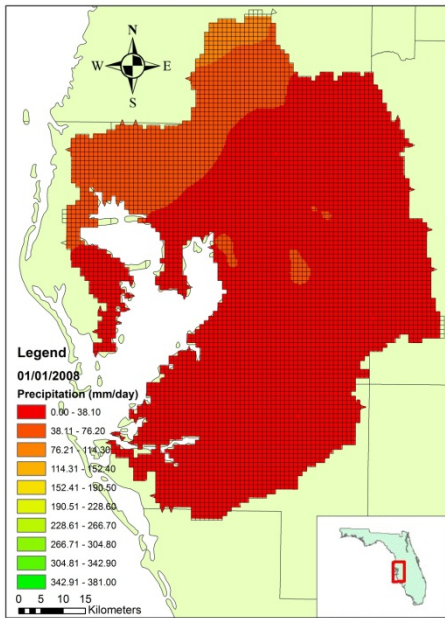 N
W E
S
Legend
01/01/2008
Precipitation (mm/day)
0.00 - 38.10
38.11 - 76.20
76.21 - 114.30
114.31 - 152.40
152.41 - 190.50
190.51 - 228.60
228.61 - 266.70
266.71 - 304.80
304.81 - 342.90
342.91 - 381.00
0 5 10 15
Kilometers